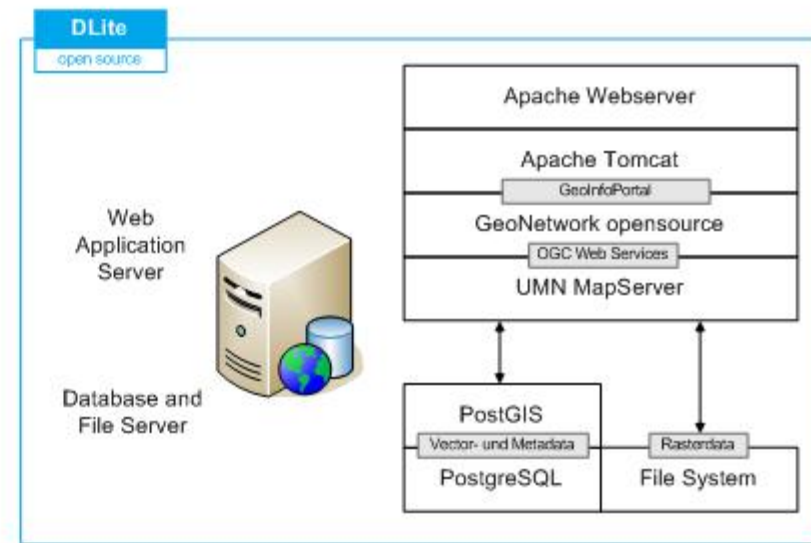 DLite
open source
Apache Webserver
Apache Tomcat
GeoInfoPortal
GeoNetwork opensource
OGC Web Services
UMN MapServer
Web
Application
Server
Database and
File Server
PostGIS
Vector- und Metadata
PostgreSQL
Rasterdata
File System